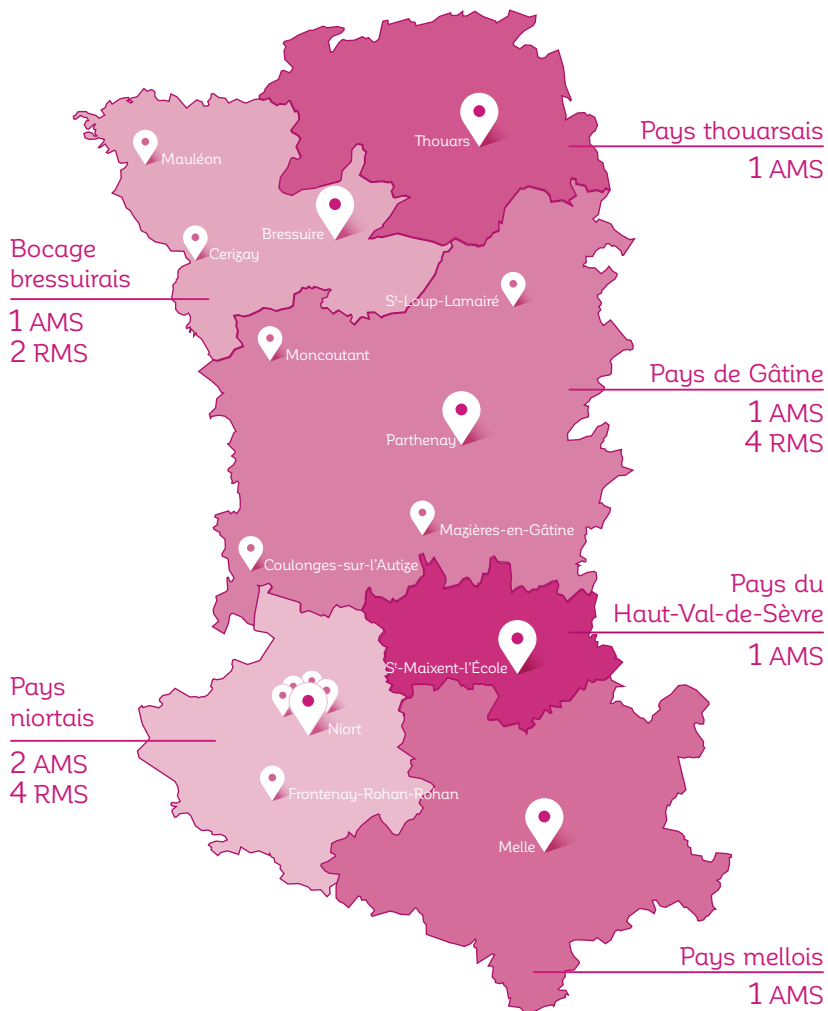 Thouars
Pays thouarsais
1 AMS
Mauléon
Bressuire
Cerizay
Bocage
bressuirais
1 AMS
2 RMS
St-Loup-Lamairé
Moncoutant
Pays de Gâtine
1 AMS
4 RMS
Parthenay
Mazières-en-Gâtine
Coulonges-sur-l'Autize
Pays du
Haut-Val-de-Sèvre
1 AMS
St-Maixent-l'École
Pays
niortais
2 AMS
4 RMS
Niort
Frontenay-Rohan-Rohan
Melle
Pays mellois
1 AMS